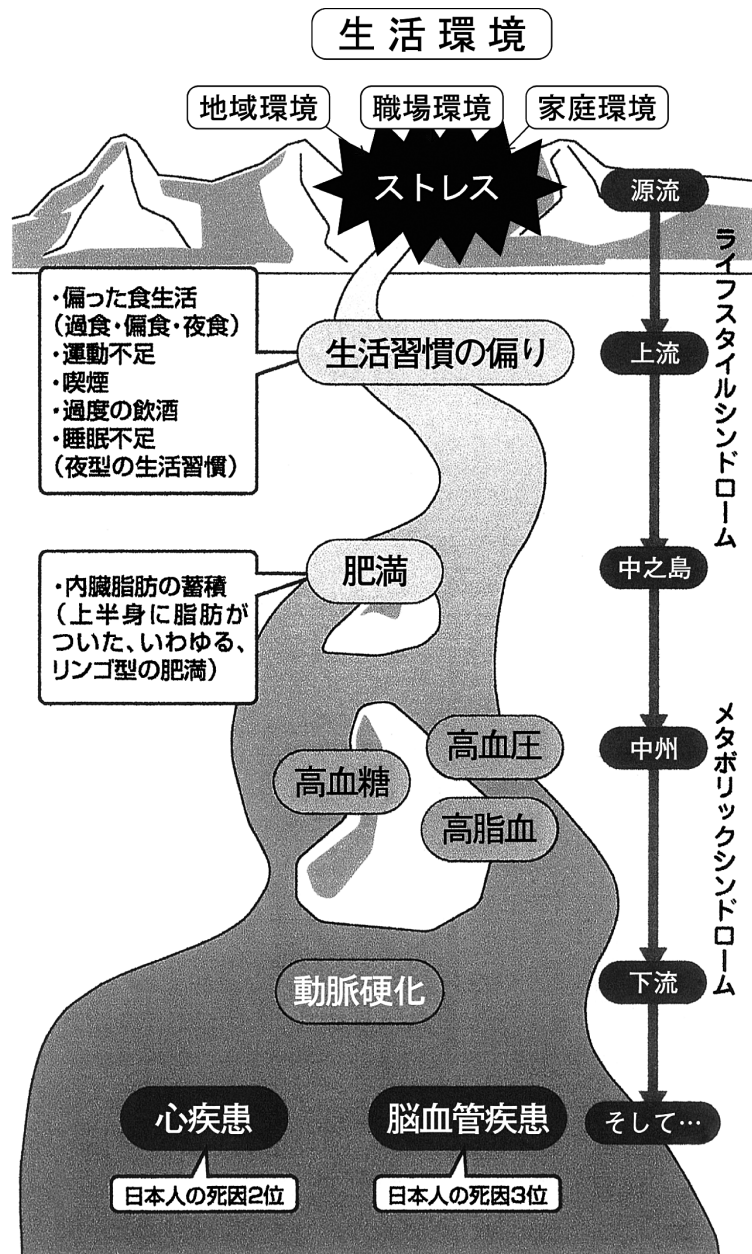 生活環境
地域環境
職場環境
家庭環境
ストレス
源流
・偏った食生活
(過食・偏食・夜食)
・運動不足
・喫煙
・過度の飲酒
・睡眠不足
(夜型の生活習慣)
生活習慣の偏り
上流
ライフスタイルシンドローム
・内臓脂肪の蓄積
(上半身に脂肪が
ついた、いわゆる、
リンゴ型の肥満)
肥満
中之島
高血圧
高血糖
高脂血
中州
メタボリックシンドローム
動脈硬化
下流
心疾患
脳血管疾患
そして…
日本人の死因2位
日本人の死因3位